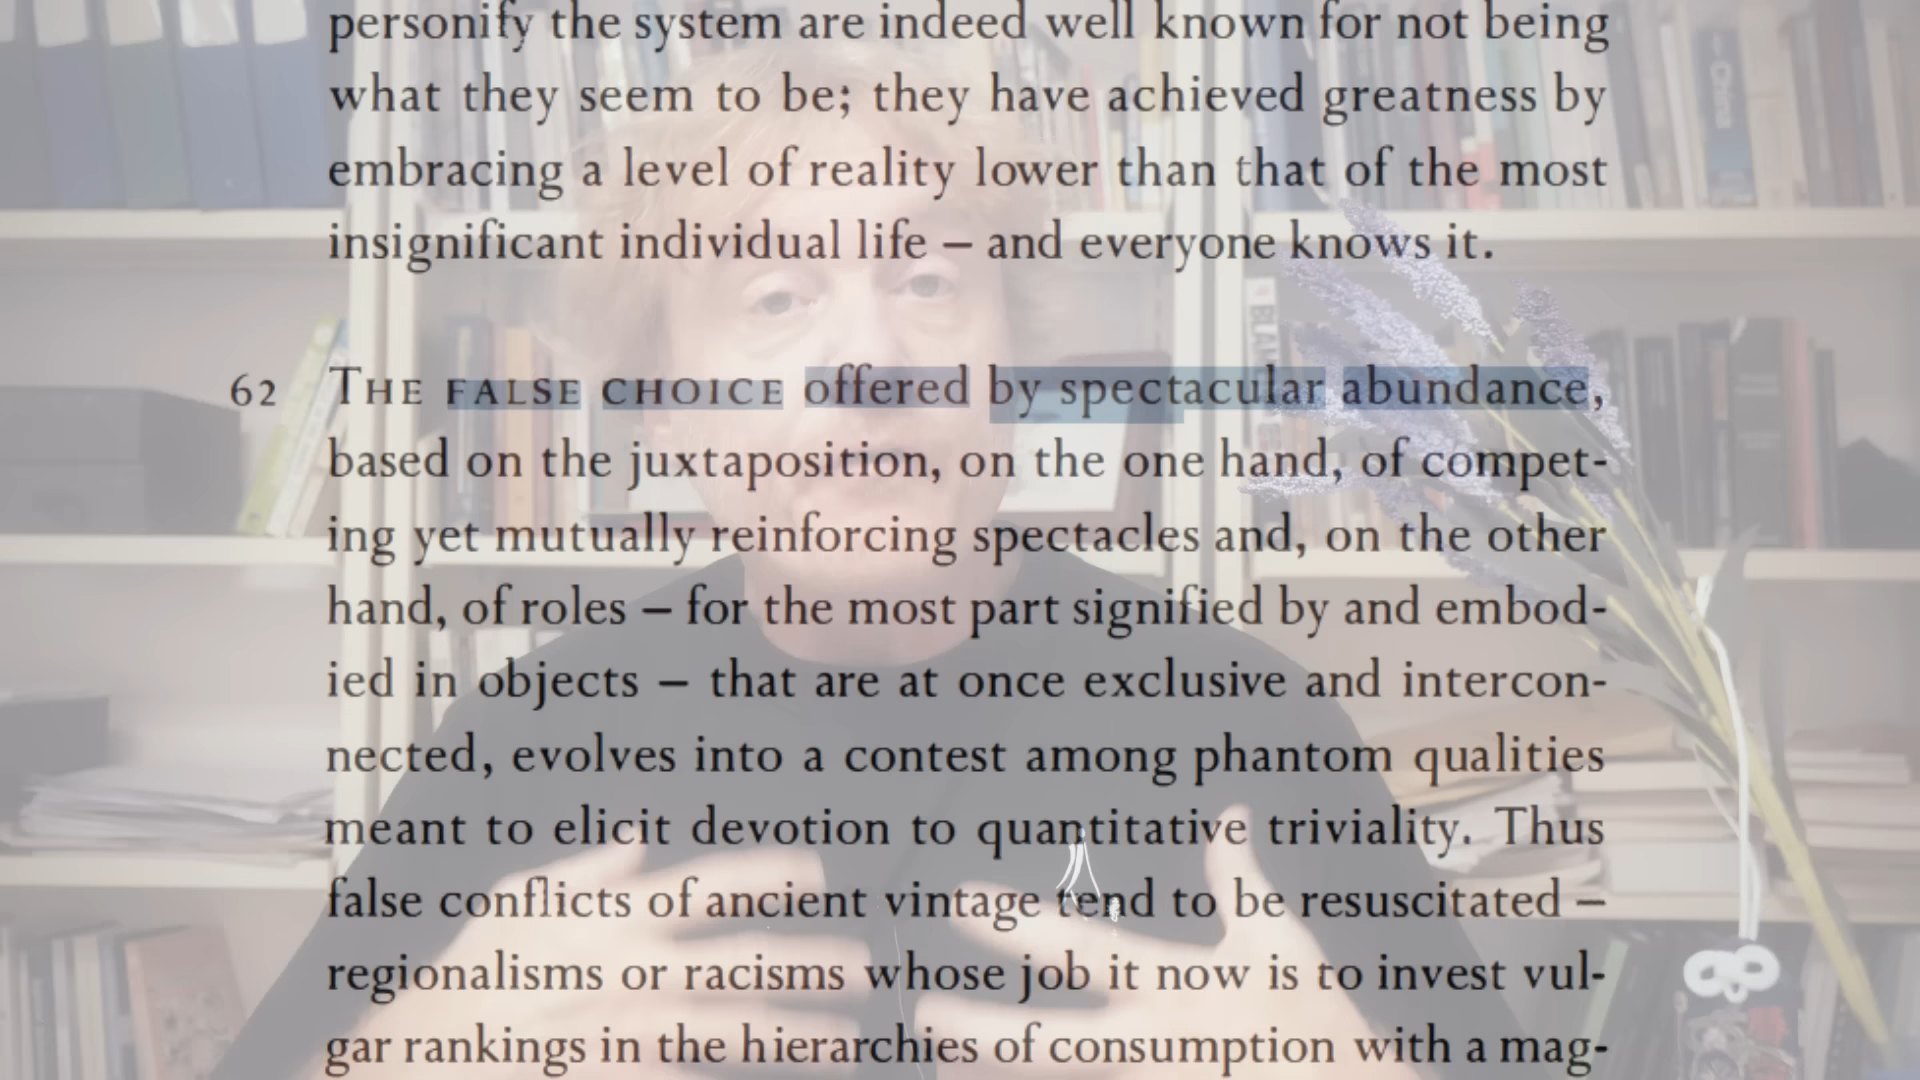 personify the system are indeed well known for not being
what they seem to be; they have achieved greatness by
embracing a level of reality lower than that of the most
insignificant individual life – and everyone knows it.
62 THE FALSE CHOICE offered by spectacular abundance,
based on the juxtaposition, on the one hand, of compet-
ing yet mutually reinforcing spectacles and, on the other
hand, of roles – for the most part signified by and embod-
ied in objects – that are at once exclusive and intercon-
nected, evolves into a contest among phantom qualities
meant to elicit devotion to quantitative triviality. Thus
false conflicts of ancient vintage tend to be resuscitated –
regionalisms or racisms whose job it now is to invest vul-
gar rankings in the hierarchies of consumption with a mag-